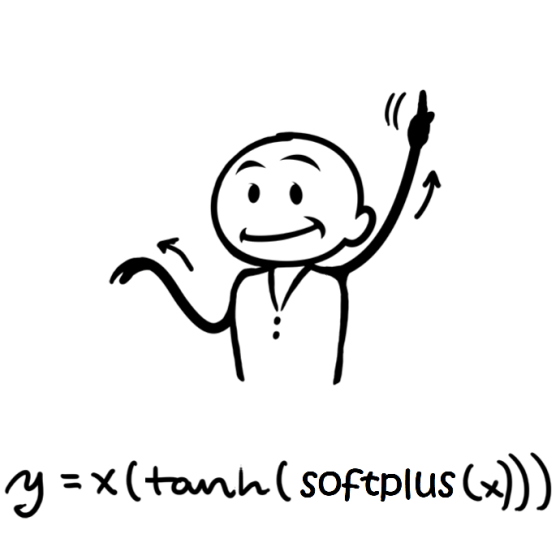 y = x(tanh(softplus(x)))